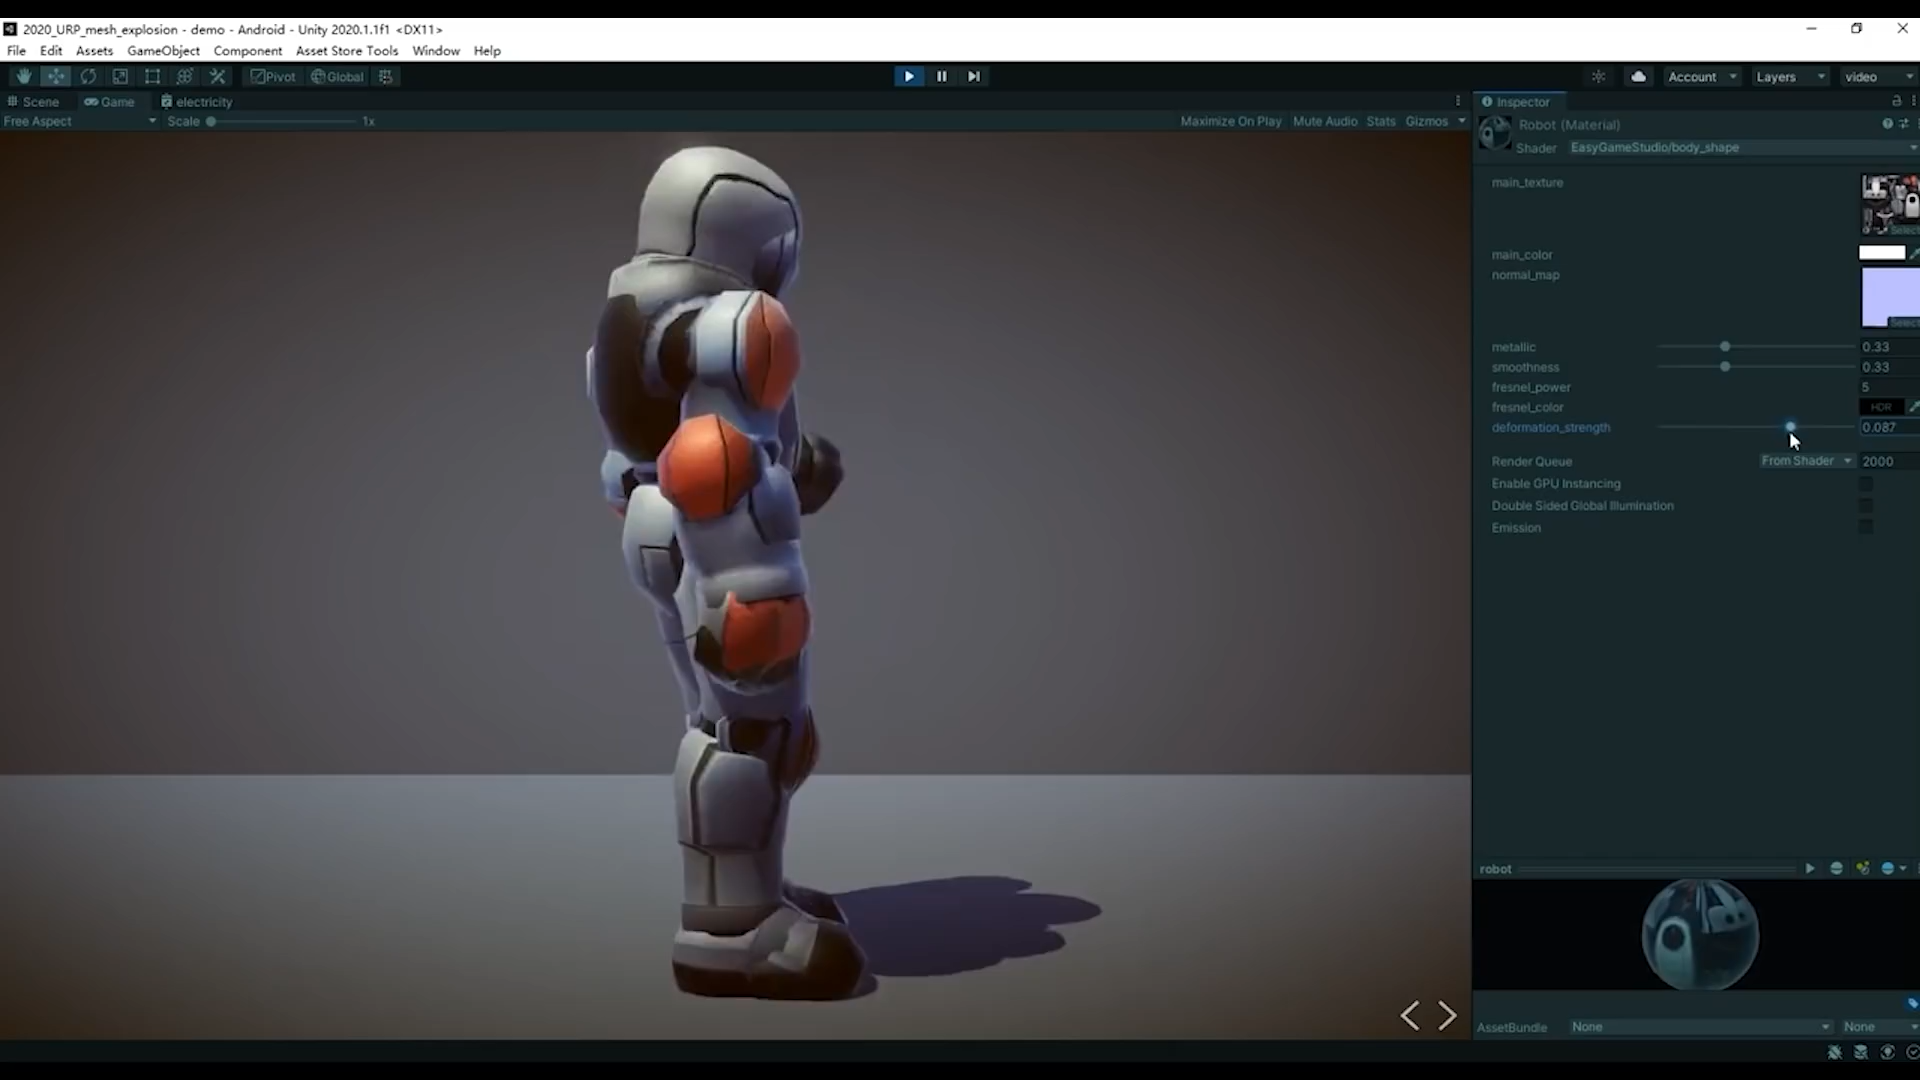 2020_URP_mesh_explosion - demo - Android - Unity 2020.1.1f1 <DX11>
File Edit Assets GameObject Component Asset Store Tools Window Help
Pivot Global Account Layers video
Scene Game electricity
Free Aspect Scale 1x Maximize On Play Mute Audio Stats Gizmos
Inspector
Robot (Material)
Shader EasyGameStudio/body_shape
main_texture
Select
main_color
normal_map
Select
metallic 0.33
smoothness 0.33
fresnel_power 5
fresnel_color HDR
deformation_strength 0.087
Render Queue From Shader 2000
Enable GPU Instancing
Double Sided Global Illumination
Emission
robot
AssetBundle None None